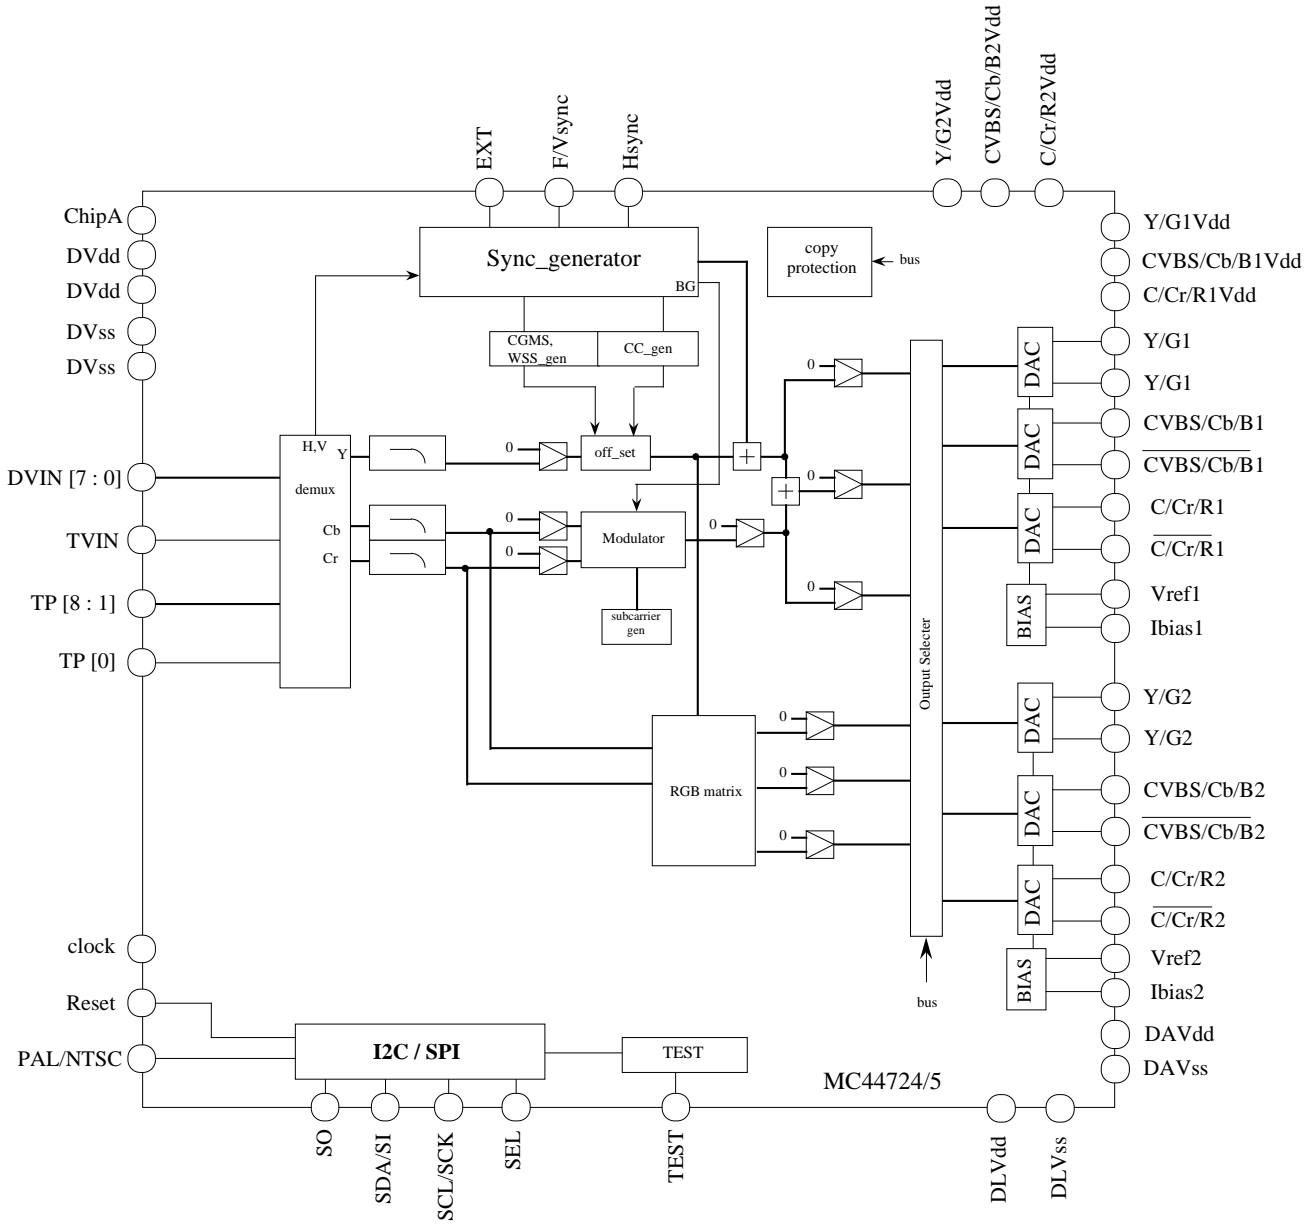 EXT
F/Vsync
Hsync
Y/G2Vdd
CVBS/Cb/B2Vdd
C/Cr/R2Vdd
ChipA
DVdd
DVdd
DVss
DVss
DVIN [7 : 0]
TVIN
TP [8 : 1]
TP [0]
clock
Reset
PAL/NTSC
Sync_generator
BG
copy
protection
bus
CGMS,
WSS_gen
CC_gen
H,V
Y
demux
Cb
Cr
0
off_set
0
0
Modulator
0
subcarrier
gen
0
0
0
RGB matrix
0
0
0
Output Selecter
bus
DAC
DAC
DAC
BIAS
DAC
DAC
DAC
BIAS
Y/G1Vdd
CVBS/Cb/B1Vdd
C/Cr/R1Vdd
Y/G1
Y/G1
CVBS/Cb/B1
CVBS/Cb/B1
C/Cr/R1
C/Cr/R1
Vref1
Ibias1
Y/G2
Y/G2
CVBS/Cb/B2
CVBS/Cb/B2
C/Cr/R2
C/Cr/R2
Vref2
Ibias2
DAVdd
DAVss
I2C / SPI
TEST
MC44724/5
SO
SDA/SI
SCL/SCK
SEL
TEST
DLVdd
DLVss